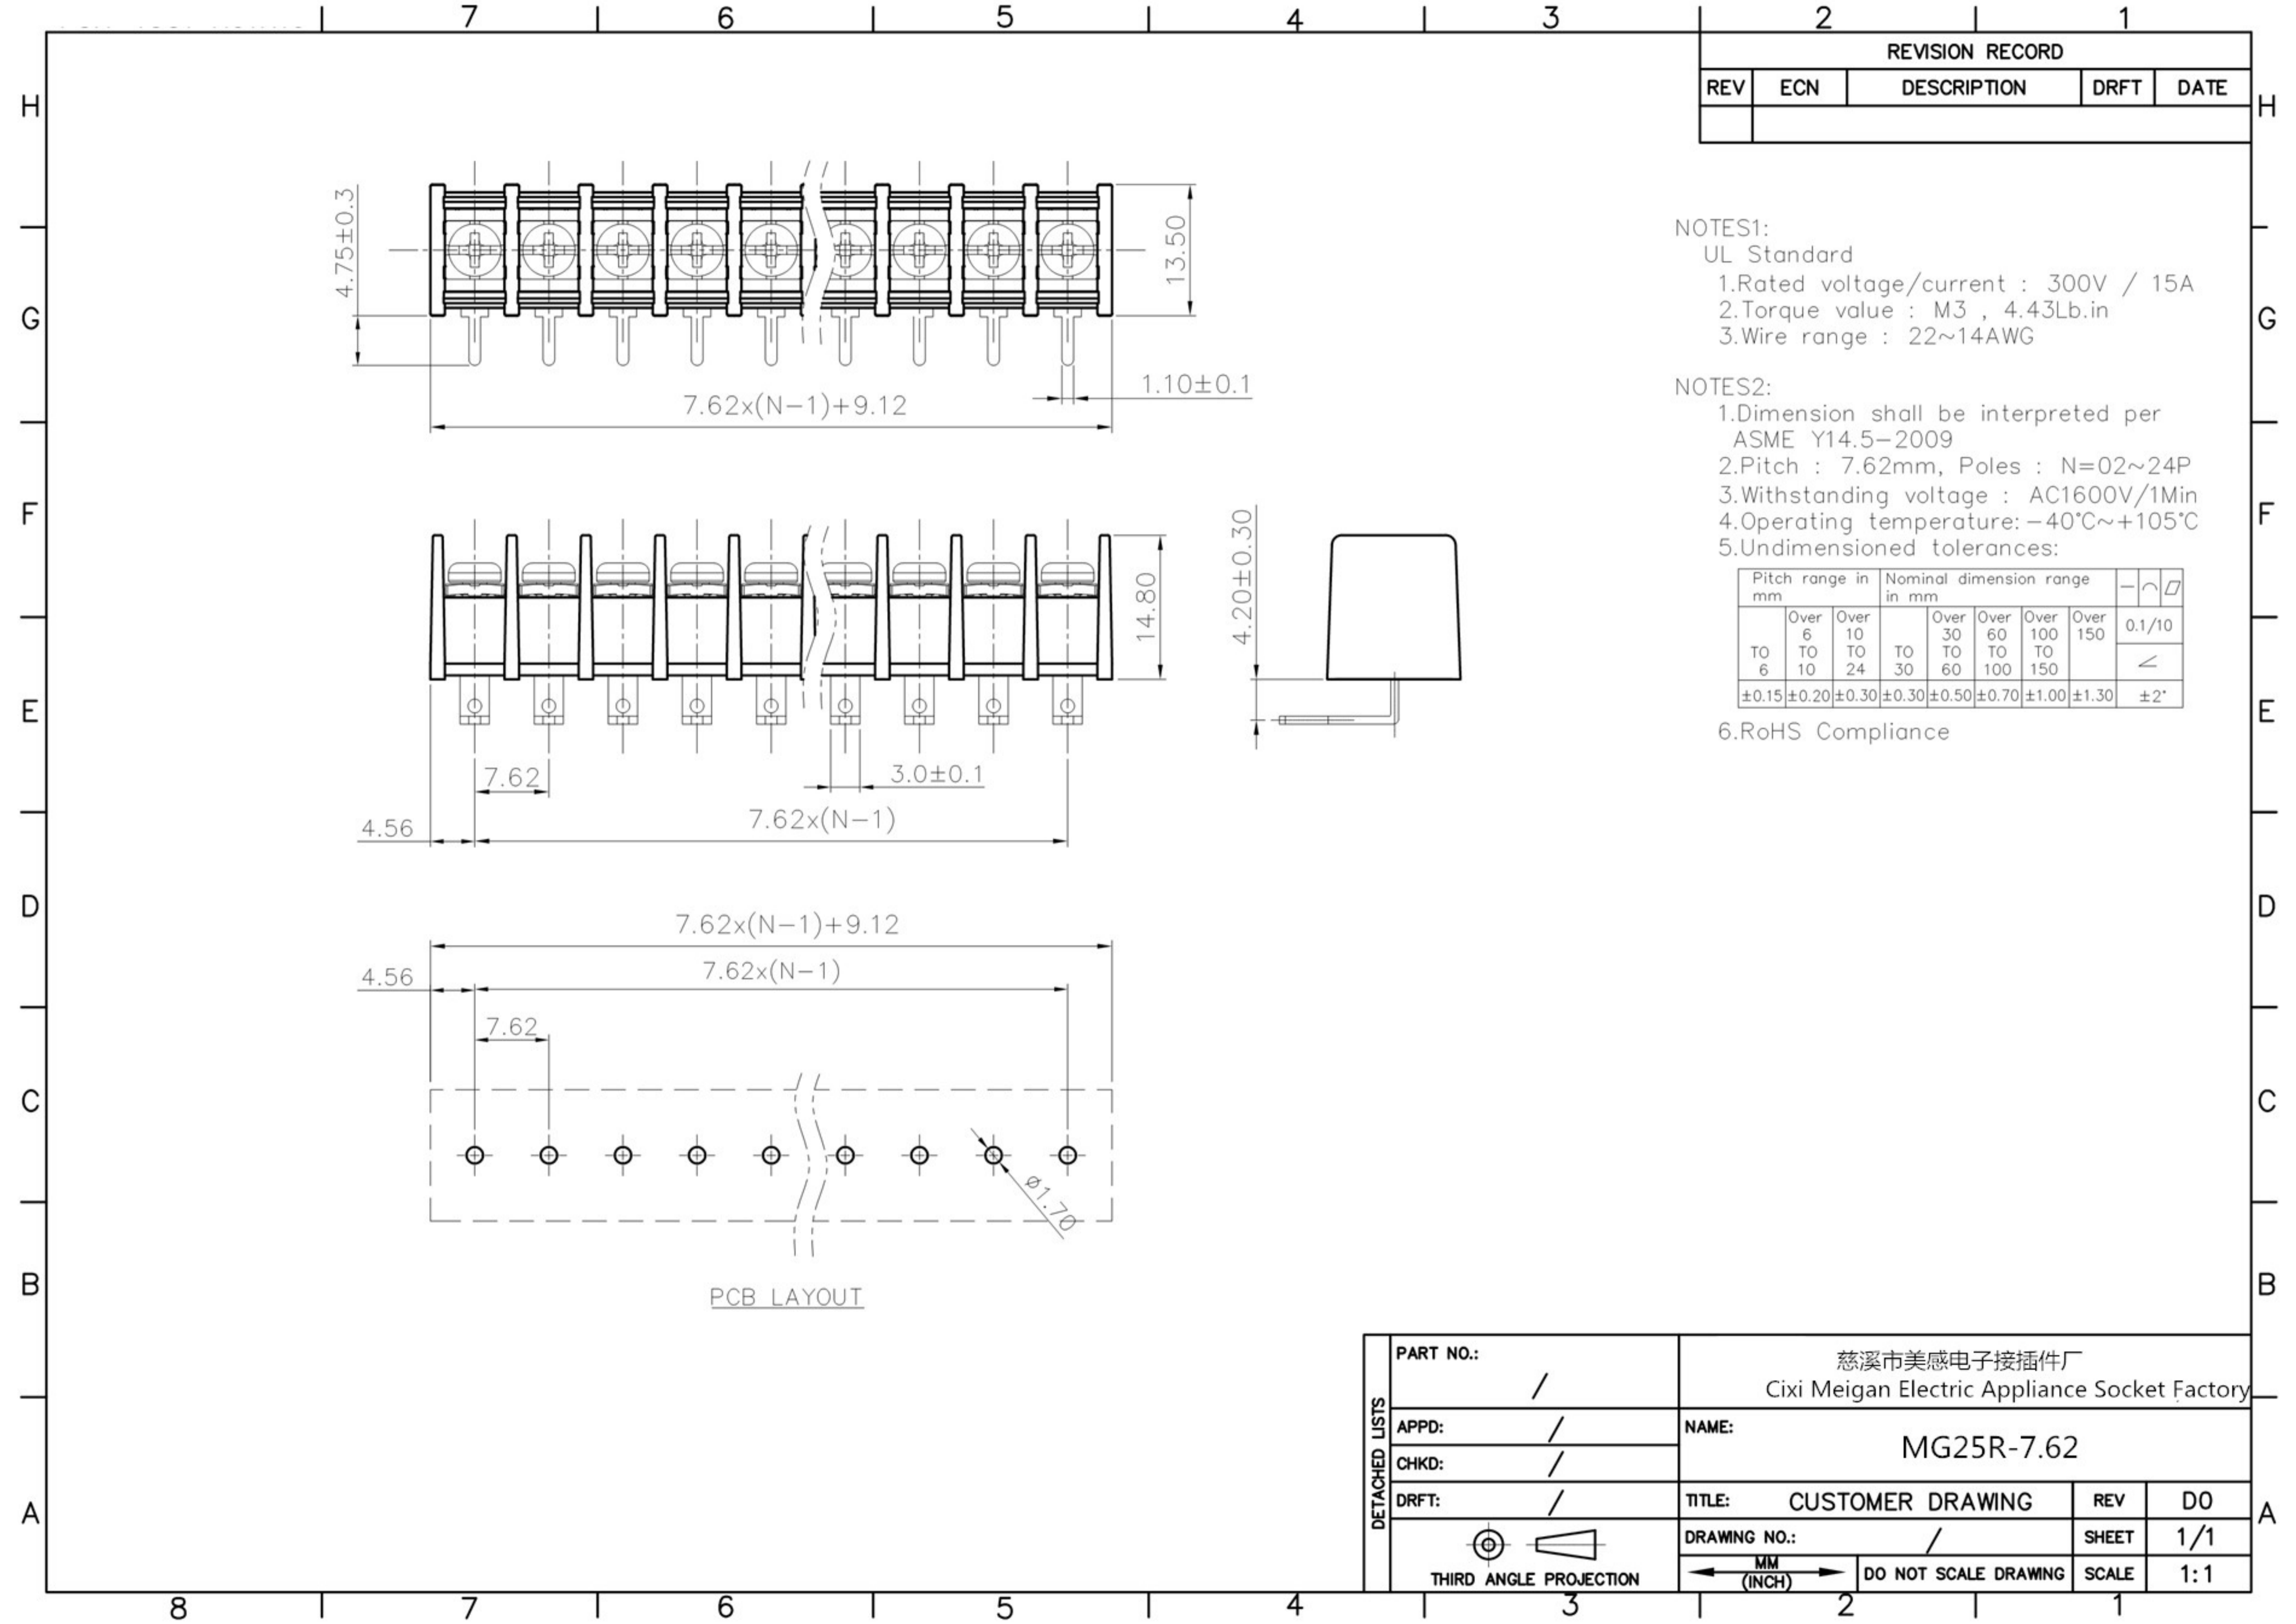 7 6 5 4 3 2 1
REVISION RECORD
REV ECN DESCRIPTION DRFT DATE
H H
G G
F F
E E
D D
C C
B B
A A
4.75±0.3
13.50
1.10±0.1
7.62x(N−1)+9.12
14.80
4.20±0.30
7.62
3.0±0.1
4.56
7.62x(N−1)
7.62x(N−1)+9.12
4.56
7.62x(N−1)
7.62
ø1.70
PCB LAYOUT
NOTES1:
UL Standard
1.Rated voltage/current : 300V / 15A
2.Torque value : M3 , 4.43Lb.in
3.Wire range : 22~14AWG
NOTES2:
1.Dimension shall be interpreted per
ASME Y14.5−2009
2.Pitch : 7.62mm, Poles : N=02~24P
3.Withstanding voltage : AC1600V/1Min
4.Operating temperature:−40°C~+105°C
5.Undimensioned tolerances:
Pitch range in mm Nominal dimension range in mm
TO 6 Over 6 TO 10 Over 10 TO 24 TO 30 Over 30 TO 60 Over 60 TO 100 Over 100 TO 150 Over 150 0.1/10
±0.15 ±0.20 ±0.30 ±0.30 ±0.50 ±0.70 ±1.00 ±1.30 ±2°
6.RoHS Compliance
DETACHED LISTS
PART NO.: /
APPD: /
CHKD: /
DRFT: /
THIRD ANGLE PROJECTION
慈溪市美感电子接插件厂
Cixi Meigan Electric Appliance Socket Factory
NAME: MG25R-7.62
TITLE: CUSTOMER DRAWING REV D0
DRAWING NO.: / SHEET 1/1
MM (INCH) DO NOT SCALE DRAWING SCALE 1:1
8 7 6 5 4 3 2 1